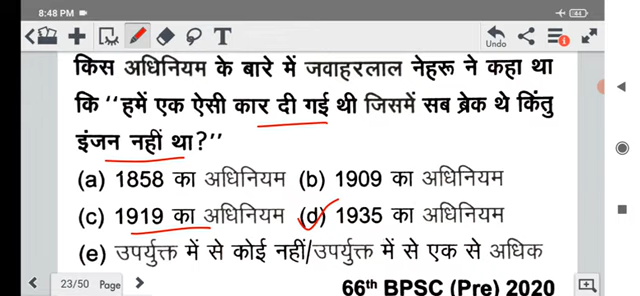 8:48 PM
44
T
Undo
किस अधिनियम के बारे में जवाहरलाल नेहरू ने कहा था
कि ‘‘हमें एक ऐसी कार दी गई थी जिसमें सब ब्रेक थे किंतु
इंजन नहीं था?’’
(a) 1858 का अधिनियम (b) 1909 का अधिनियम
(c) 1919 का अधिनियम (d) 1935 का अधिनियम
(e) उपर्युक्त में से कोई नहीं/उपर्युक्त में से एक से अधिक
23/50 Page
66th BPSC (Pre) 2020